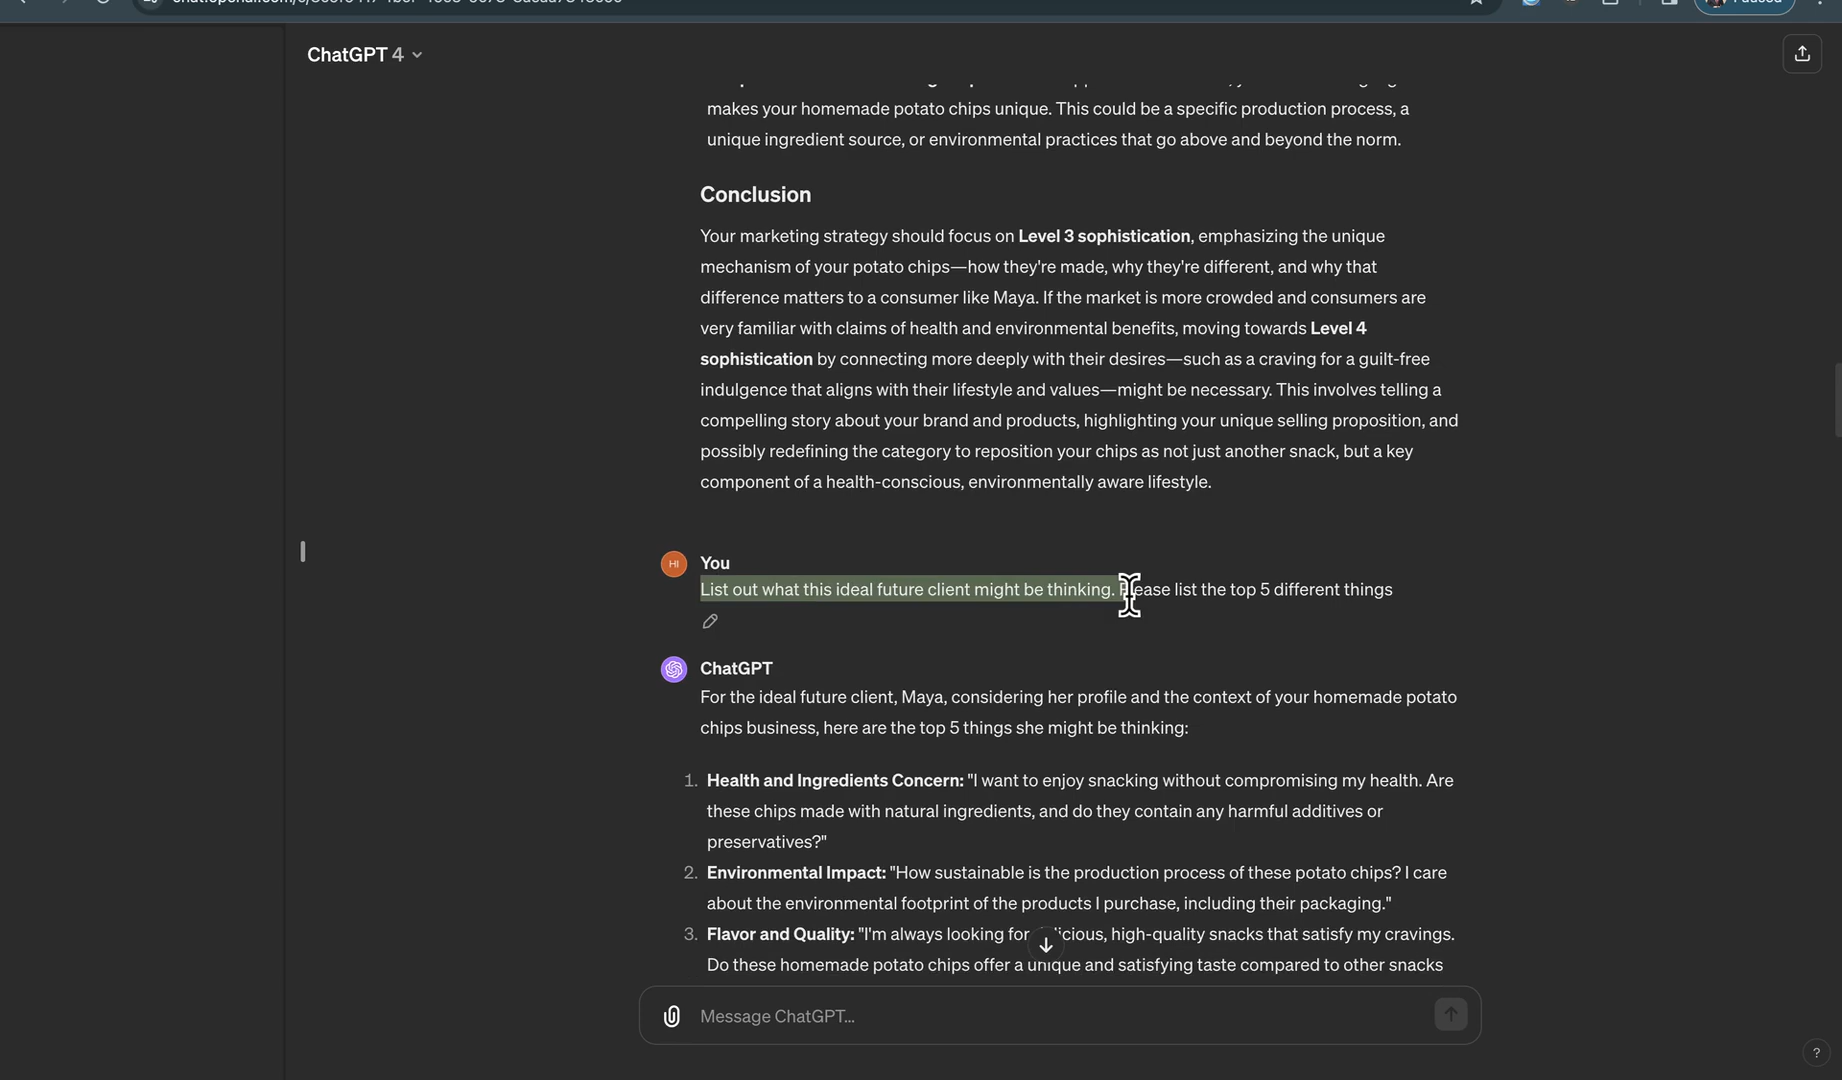 Paused
ChatGPT 4
makes your homemade potato chips unique. This could be a specific production process, a
unique ingredient source, or environmental practices that go above and beyond the norm.
Conclusion
Your marketing strategy should focus on Level 3 sophistication, emphasizing the unique
mechanism of your potato chips—how they're made, why they're different, and why that
difference matters to a consumer like Maya. If the market is more crowded and consumers are
very familiar with claims of health and environmental benefits, moving towards Level 4
sophistication by connecting more deeply with their desires—such as a craving for a guilt-free
indulgence that aligns with their lifestyle and values—might be necessary. This involves telling a
compelling story about your brand and products, highlighting your unique selling proposition, and
possibly redefining the category to reposition your chips as not just another snack, but a key
component of a health-conscious, environmentally aware lifestyle.
HI
You
List out what this ideal future client might be thinking. Please list the top 5 different things
ChatGPT
For the ideal future client, Maya, considering her profile and the context of your homemade potato
chips business, here are the top 5 things she might be thinking:
1. Health and Ingredients Concern: "I want to enjoy snacking without compromising my health. Are
these chips made with natural ingredients, and do they contain any harmful additives or
preservatives?"
2. Environmental Impact: "How sustainable is the production process of these potato chips? I care
about the environmental footprint of the products I purchase, including their packaging."
3. Flavor and Quality: "I'm always looking for delicious, high-quality snacks that satisfy my cravings.
Do these homemade potato chips offer a unique and satisfying taste compared to other snacks
Message ChatGPT...
?